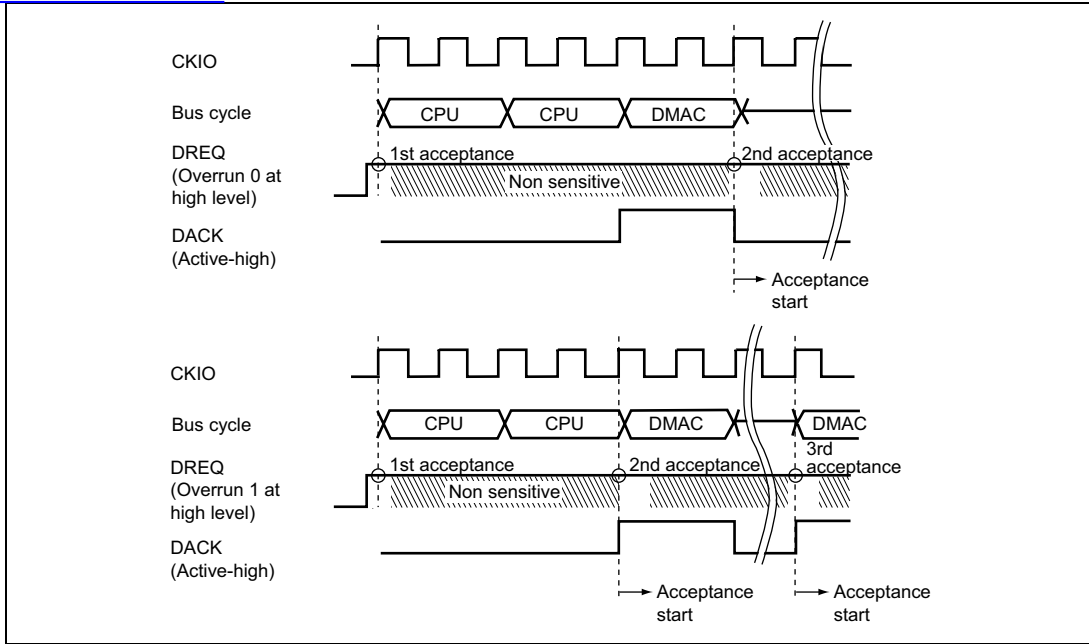 CKIO
Bus cycle
CPU
CPU
DMAC
DREQ
(Overrun 0 at
high level)
1st acceptance
2nd acceptance
Non sensitive
DACK
(Active-high)
Acceptance
start
CKIO
Bus cycle
CPU
CPU
DMAC
DMAC
DREQ
(Overrun 1 at
high level)
1st acceptance
2nd acceptance
3rd
acceptance
Non sensitive
DACK
(Active-high)
Acceptance
start
Acceptance
start